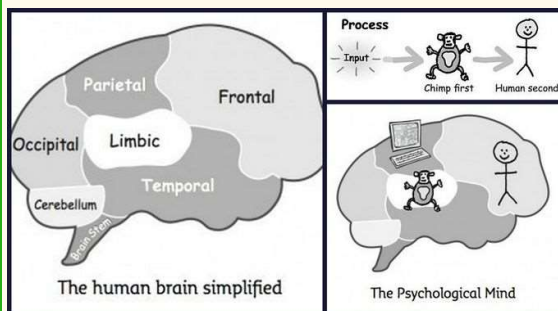 Parietal
Frontal
Occipital
Limbic
Temporal
Cerebellum
Brain Stem
The human brain simplified
Process
Input
Chimp first
Human second
The Psychological Mind